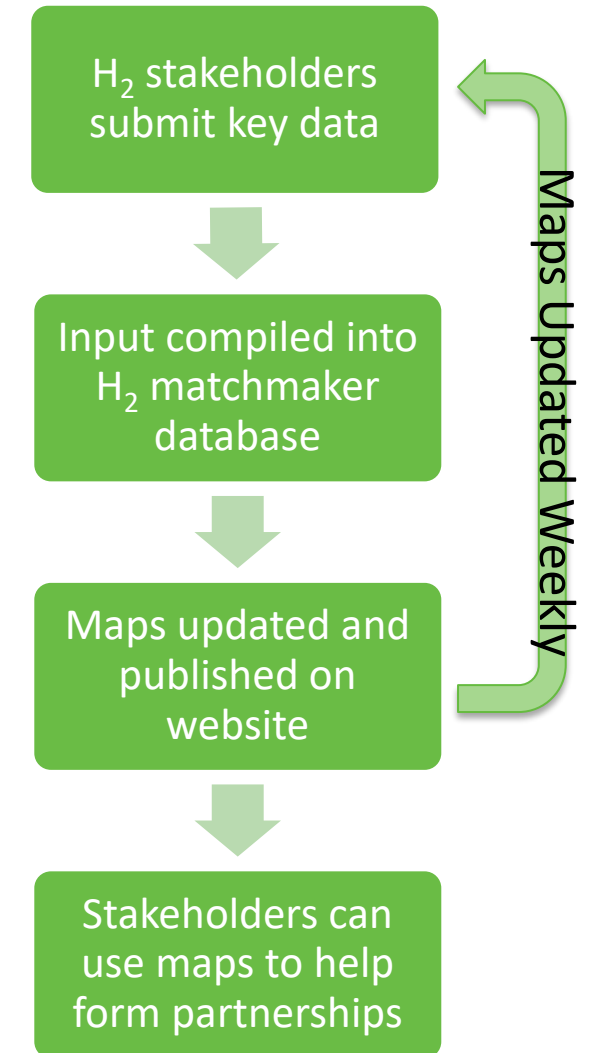 H₂ stakeholders
submit key data
Input compiled into
H₂ matchmaker
database
Maps updated and
published on
website
Stakeholders can
use maps to help
form partnerships
Maps Updated Weekly